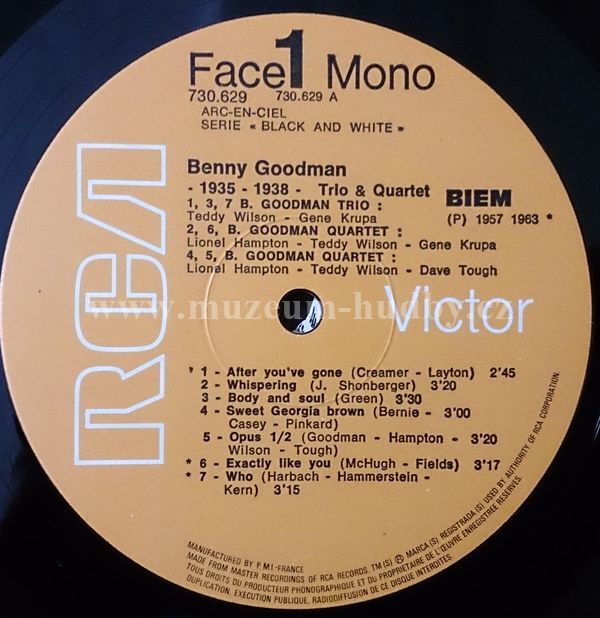 Face 1 Mono
730.629 730.629 A
ARC-EN-CIEL
SERIE « BLACK AND WHITE »
Benny Goodman
- 1935 - 1938 - Trio & Quartet
1, 3, 7 B. GOODMAN TRIO :
Teddy Wilson - Gene Krupa
2, 6, B. GOODMAN QUARTET :
Lionel Hampton - Teddy Wilson - Gene Krupa
4, 5, B. GOODMAN QUARTET :
Lionel Hampton - Teddy Wilson - Dave Tough
BIEM
(P) 1957 1963 *
RCA
Victor
www.muzeum-hudby.cz
* 1 - After you've gone (Creamer - Layton) 2'45
2 - Whispering (J. Shonberger) 3'20
3 - Body and soul (Green) 3'30
4 - Sweet Georgia brown (Bernie - 3'00
Casey - Pinkard)
5 - Opus 1/2 (Goodman - Hampton - 3'20
Wilson - Tough)
* 6 - Exactly like you (McHugh - Fields) 3'17
* 7 - Who (Harbach - Hammerstein -
Kern) 3'15
MANUFACTURED BY P.M.I.-FRANCE
MADE FROM MASTER RECORDINGS OF RCA RECORDS. TM(S) ® MARCA(S) REGISTRADA(S) USED BY AUTHORITY OF RCA CORPORATION.
TOUS DROITS DU PRODUCTEUR PHONOGRAPHIQUE ET DU PROPRIETAIRE DE L'ŒUVRE ENREGISTREE RESERVES.
DUPLICATION, EXECUTION PUBLIQUE, RADIODIFFUSION DE CE DISQUE INTERDITES.